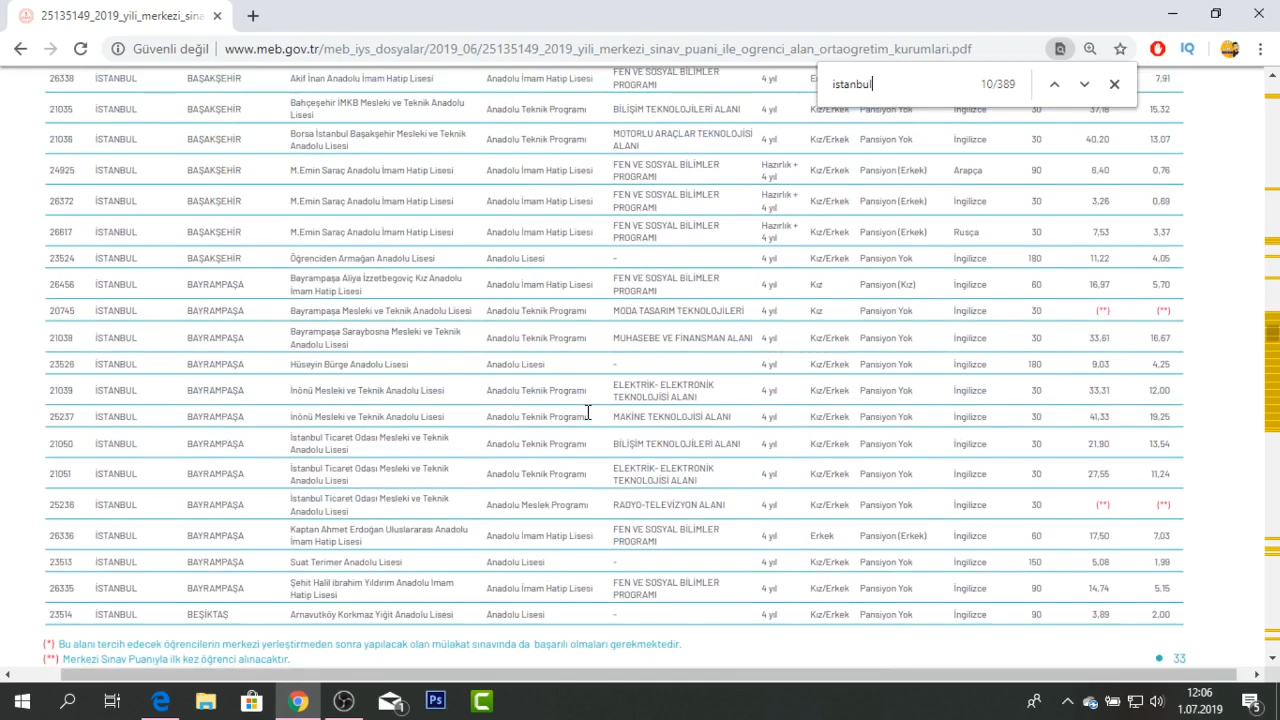 25135149_2019_yili_merkezi_sina
Güvenli değil
www.meb.gov.tr/meb_iys_dosyalar/2019_06/25135149_2019_yili_merkezi_sinav_puani_ile_ogrenci_alan_ortaogretim_kurumlari.pdf
IQ
istanbul 10/389
26338 İSTANBUL BAŞAKŞEHİR Akif İnan Anadolu İmam Hatip Lisesi Anadolu İmam Hatip Lisesi FEN VE SOSYAL BİLİMLER PROGRAMI 4 yıl 7,91
21035 İSTANBUL BAŞAKŞEHİR Bahçeşehir İMKB Mesleki ve Teknik Anadolu Lisesi Anadolu Teknik Programı BİLİŞİM TEKNOLOJİLERİ ALANI 4 yıl Kız/Erkek Pansiyon Yok İngilizce 30 37,18 15,32
21036 İSTANBUL BAŞAKŞEHİR Borsa İstanbul Başakşehir Mesleki ve Teknik Anadolu Lisesi Anadolu Teknik Programı MOTORLU ARAÇLAR TEKNOLOJİSİ ALANI 4 yıl Kız/Erkek Pansiyon Yok İngilizce 30 40,20 13,07
24925 İSTANBUL BAŞAKŞEHİR M.Emin Saraç Anadolu İmam Hatip Lisesi Anadolu İmam Hatip Lisesi FEN VE SOSYAL BİLİMLER PROGRAMI Hazırlık + 4 yıl Kız/Erkek Pansiyon (Erkek) Arapça 90 6,40 0,76
26372 İSTANBUL BAŞAKŞEHİR M.Emin Saraç Anadolu İmam Hatip Lisesi Anadolu İmam Hatip Lisesi FEN VE SOSYAL BİLİMLER PROGRAMI Hazırlık + 4 yıl Kız/Erkek Pansiyon (Erkek) İngilizce 30 3,26 0,69
26617 İSTANBUL BAŞAKŞEHİR M.Emin Saraç Anadolu İmam Hatip Lisesi Anadolu İmam Hatip Lisesi FEN VE SOSYAL BİLİMLER PROGRAMI Hazırlık + 4 yıl Kız/Erkek Pansiyon (Erkek) Rusça 30 7,53 3,37
23524 İSTANBUL BAŞAKŞEHİR Öğrenciden Armağan Anadolu Lisesi Anadolu Lisesi - 4 yıl Kız/Erkek Pansiyon Yok İngilizce 180 11,22 4,05
26456 İSTANBUL BAYRAMPAŞA Bayrampaşa Aliya İzzetbegoviç Kız Anadolu İmam Hatip Lisesi Anadolu İmam Hatip Lisesi FEN VE SOSYAL BİLİMLER PROGRAMI 4 yıl Kız Pansiyon (Kız) İngilizce 60 16,97 5,70
20745 İSTANBUL BAYRAMPAŞA Bayrampaşa Mesleki ve Teknik Anadolu Lisesi Anadolu Teknik Programı MODA TASARIM TEKNOLOJİLERİ 4 yıl Kız Pansiyon Yok İngilizce 30 (**) (**)
21038 İSTANBUL BAYRAMPAŞA Bayrampaşa Saraybosna Mesleki ve Teknik Anadolu Lisesi Anadolu Teknik Programı MUHASEBE VE FİNANSMAN ALANI 4 yıl Kız/Erkek Pansiyon Yok İngilizce 30 33,61 16,67
23526 İSTANBUL BAYRAMPAŞA Hüseyin Bürge Anadolu Lisesi Anadolu Lisesi - 4 yıl Kız/Erkek Pansiyon Yok İngilizce 180 9,03 4,25
21039 İSTANBUL BAYRAMPAŞA İnönü Mesleki ve Teknik Anadolu Lisesi Anadolu Teknik Programı ELEKTRİK- ELEKTRONİK TEKNOLOJİSİ ALANI 4 yıl Kız/Erkek Pansiyon Yok İngilizce 30 33,31 12,00
25237 İSTANBUL BAYRAMPAŞA İnönü Mesleki ve Teknik Anadolu Lisesi Anadolu Teknik Programı MAKİNE TEKNOLOJİSİ ALANI 4 yıl Kız/Erkek Pansiyon Yok İngilizce 30 41,33 19,25
21050 İSTANBUL BAYRAMPAŞA İstanbul Ticaret Odası Mesleki ve Teknik Anadolu Lisesi Anadolu Teknik Programı BİLİŞİM TEKNOLOJİLERİ ALANI 4 yıl Kız/Erkek Pansiyon Yok İngilizce 30 21,90 13,54
21051 İSTANBUL BAYRAMPAŞA İstanbul Ticaret Odası Mesleki ve Teknik Anadolu Lisesi Anadolu Teknik Programı ELEKTRİK- ELEKTRONİK TEKNOLOJİSİ ALANI 4 yıl Kız/Erkek Pansiyon Yok İngilizce 30 27,55 11,24
25236 İSTANBUL BAYRAMPAŞA İstanbul Ticaret Odası Mesleki ve Teknik Anadolu Lisesi Anadolu Meslek Programı RADYO-TELEVİZYON ALANI 4 yıl Kız/Erkek Pansiyon Yok İngilizce 30 (**) (**)
26336 İSTANBUL BAYRAMPAŞA Kaptan Ahmet Erdoğan Uluslararası Anadolu İmam Hatip Lisesi Anadolu İmam Hatip Lisesi FEN VE SOSYAL BİLİMLER PROGRAMI 4 yıl Erkek Pansiyon (Erkek) İngilizce 60 17,50 7,03
23513 İSTANBUL BAYRAMPAŞA Suat Terimer Anadolu Lisesi Anadolu Lisesi - 4 yıl Kız/Erkek Pansiyon Yok İngilizce 150 5,08 1,99
26335 İSTANBUL BAYRAMPAŞA Şehit Halil ibrahim Yıldırım Anadolu İmam Hatip Lisesi Anadolu İmam Hatip Lisesi FEN VE SOSYAL BİLİMLER PROGRAMI 4 yıl Kız/Erkek Pansiyon Yok İngilizce 90 14,74 5,15
23514 İSTANBUL BEŞİKTAŞ Arnavutköy Korkmaz Yiğit Anadolu Lisesi Anadolu Lisesi - 4 yıl Kız/Erkek Pansiyon Yok İngilizce 90 3,89 2,00
(*) Bu alanı tercih edecek öğrencilerin merkezi yerleştirmeden sonra yapılacak olan mülakat sınavında da başarılı olmaları gerekmektedir.
(**) Merkezi Sınav Puanıyla ilk kez öğrenci alınacaktır.
33
1
Ps
C
12:06
1.07.2019
5